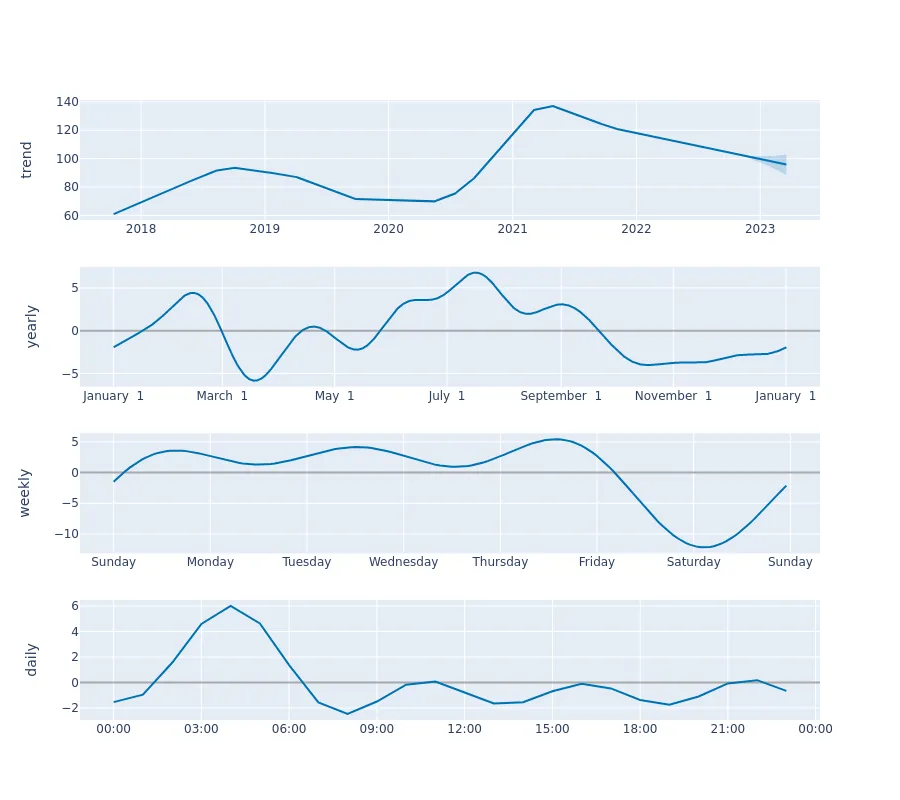 trend
140
120
100
80
60
2018 2019 2020 2021 2022 2023
yearly
5
0
−5
January 1 March 1 May 1 July 1 September 1 November 1 January 1
weekly
5
0
−5
−10
Sunday Monday Tuesday Wednesday Thursday Friday Saturday Sunday
daily
6
4
2
0
−2
00:00 03:00 06:00 09:00 12:00 15:00 18:00 21:00 00:00